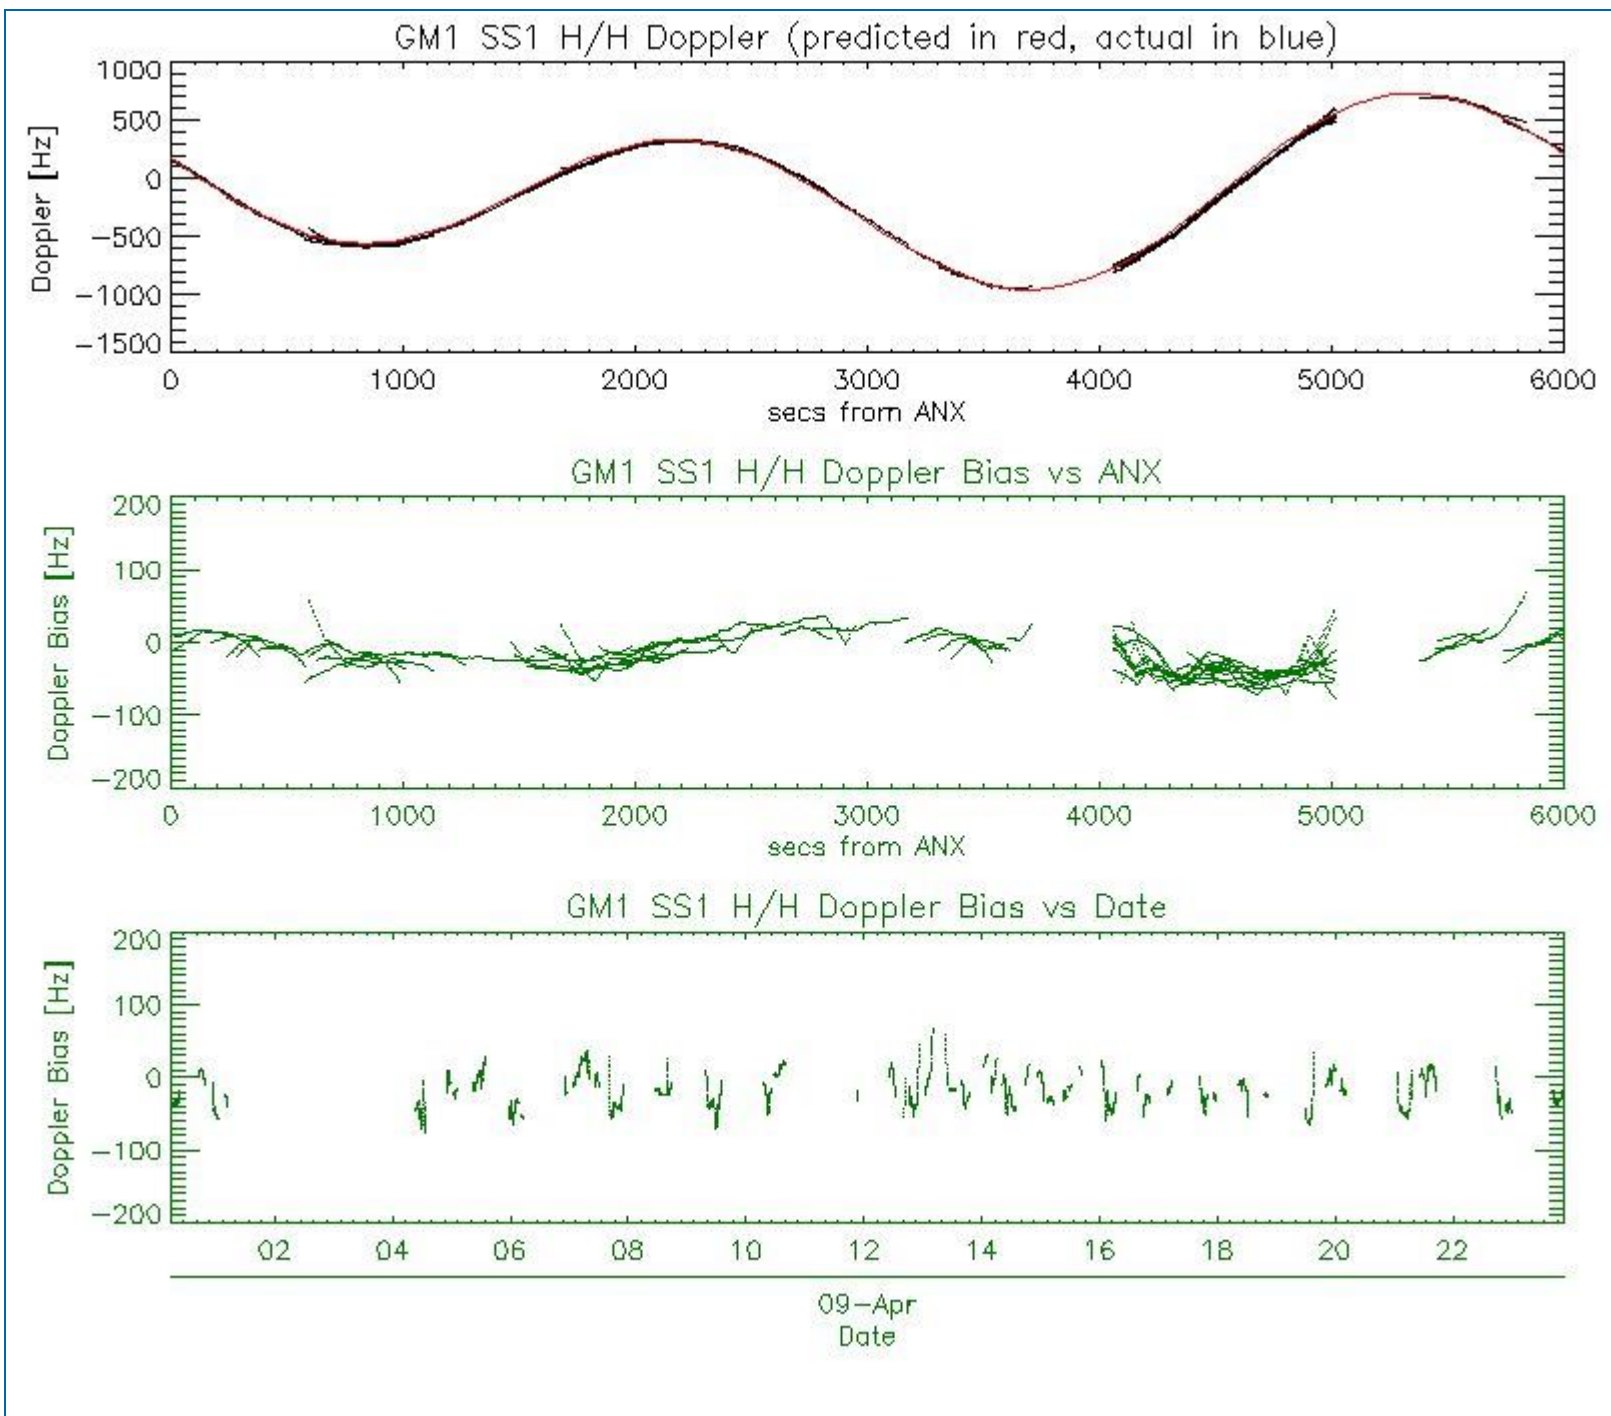 GM1 SS1 H/H Doppler (predicted in red, actual in blue)
1000
500
0
−500
−1000
−1500
Doppler [Hz]
0 1000 2000 3000 4000 5000 6000
secs from ANX
GM1 SS1 H/H Doppler Bias vs ANX
200
100
0
−100
−200
Doppler Bias [Hz]
0 1000 2000 3000 4000 5000 6000
secs from ANX
GM1 SS1 H/H Doppler Bias vs Date
200
100
0
−100
−200
Doppler Bias [Hz]
02 04 06 08 10 12 14 16 18 20 22
09−Apr
Date